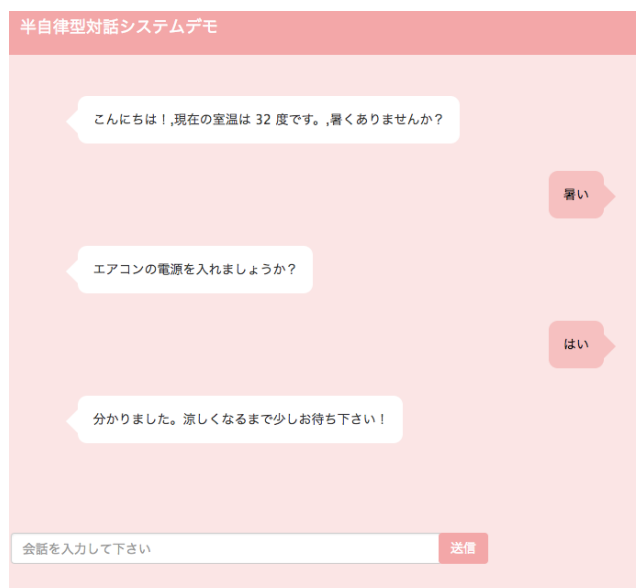 半自律型対話システムデモ
こんにちは！,現在の室温は 32 度です。,暑くありませんか？
暑い
エアコンの電源を入れましょうか？
はい
分かりました。涼しくなるまで少しお待ち下さい！
会話を入力して下さい
送信